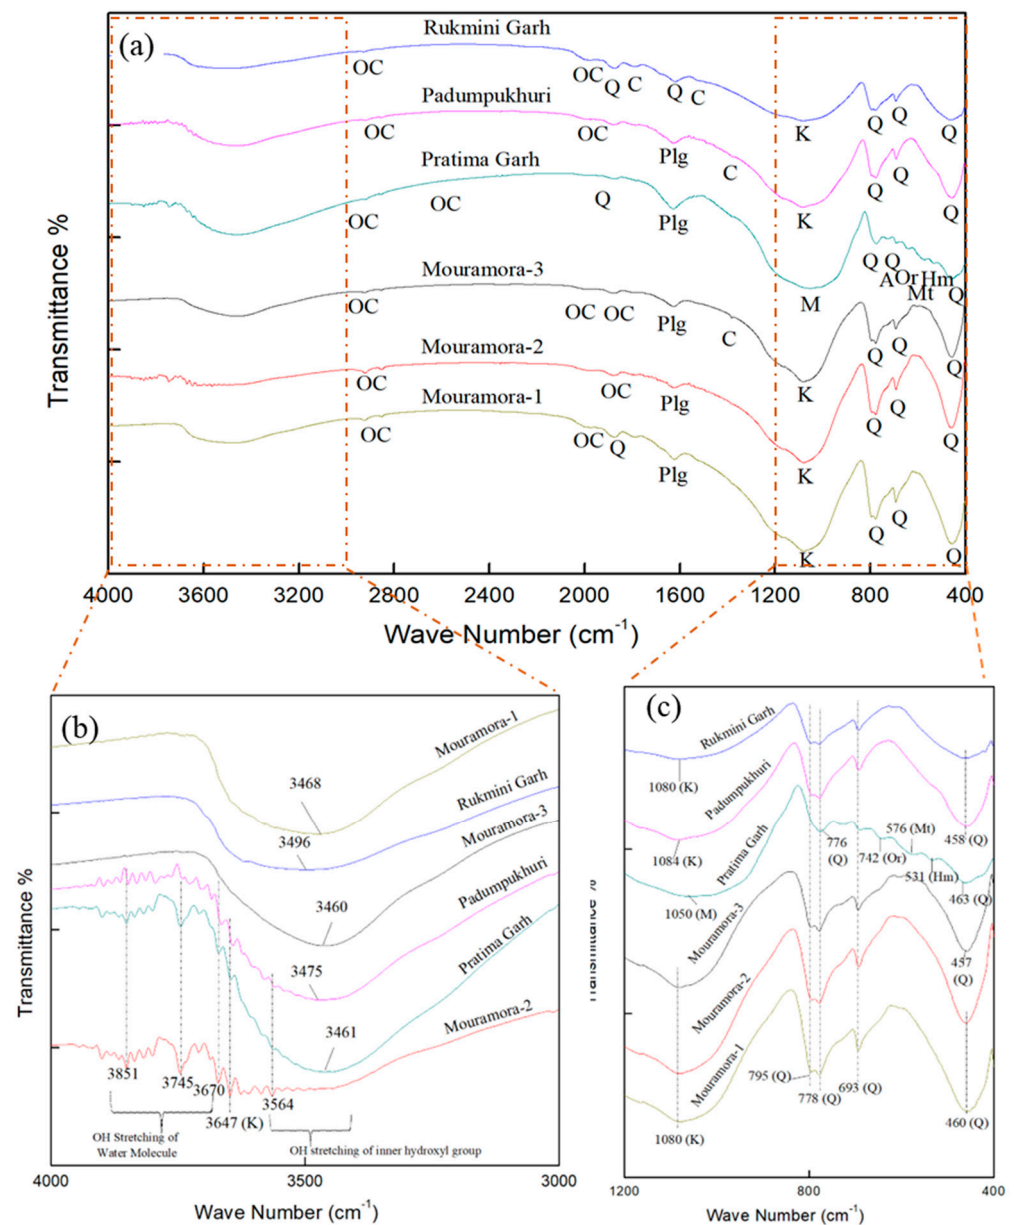 (a)
Rukmini Garh
OC
OC
Q
C
Q
C
K
Q
Q
Q
Padumpukhuri
OC
OC
Plg
C
K
Q
Q
Q
Pratima Garh
OC
OC
Q
Plg
M
Q
Q
A
Or
Hm
Mt
Q
Mouramora-3
OC
OC
OC
Plg
C
K
Q
Q
Q
Mouramora-2
OC
OC
Plg
K
Q
Q
Q
Mouramora-1
OC
OC
Q
Plg
K
Q
Q
Q
Transmittance %
4000 3600 3200 2800 2400 2000 1600 1200 800 400
Wave Number (cm-1)
(b)
Mouramora-1
3468
Rukmini Garh
3496
Mouramora-3
3460
Padumpukhuri
3475
Pratima Garh
3461
Mouramora-2
3851
3745
3670
3647 (K)
3564
OH Stretching of
Water Molecule
OH stretching of inner hydroxyl group
Transmittance %
4000 3500 3000
Wave Number (cm-1)
(c)
Rukmini Garh
1080 (K)
Padumpukhuri
458 (Q)
1084 (K)
Pratima Garh
776
(Q)
742 (Or)
576 (Mt)
531 (Hm)
463 (Q)
1050 (M)
Mouramora-3
457
(Q)
Mouramora-2
Mouramora-1
795 (Q)
778 (Q)
693 (Q)
1080 (K)
460 (Q)
Transmittance %
1200 800 400
Wave Number (cm-1)